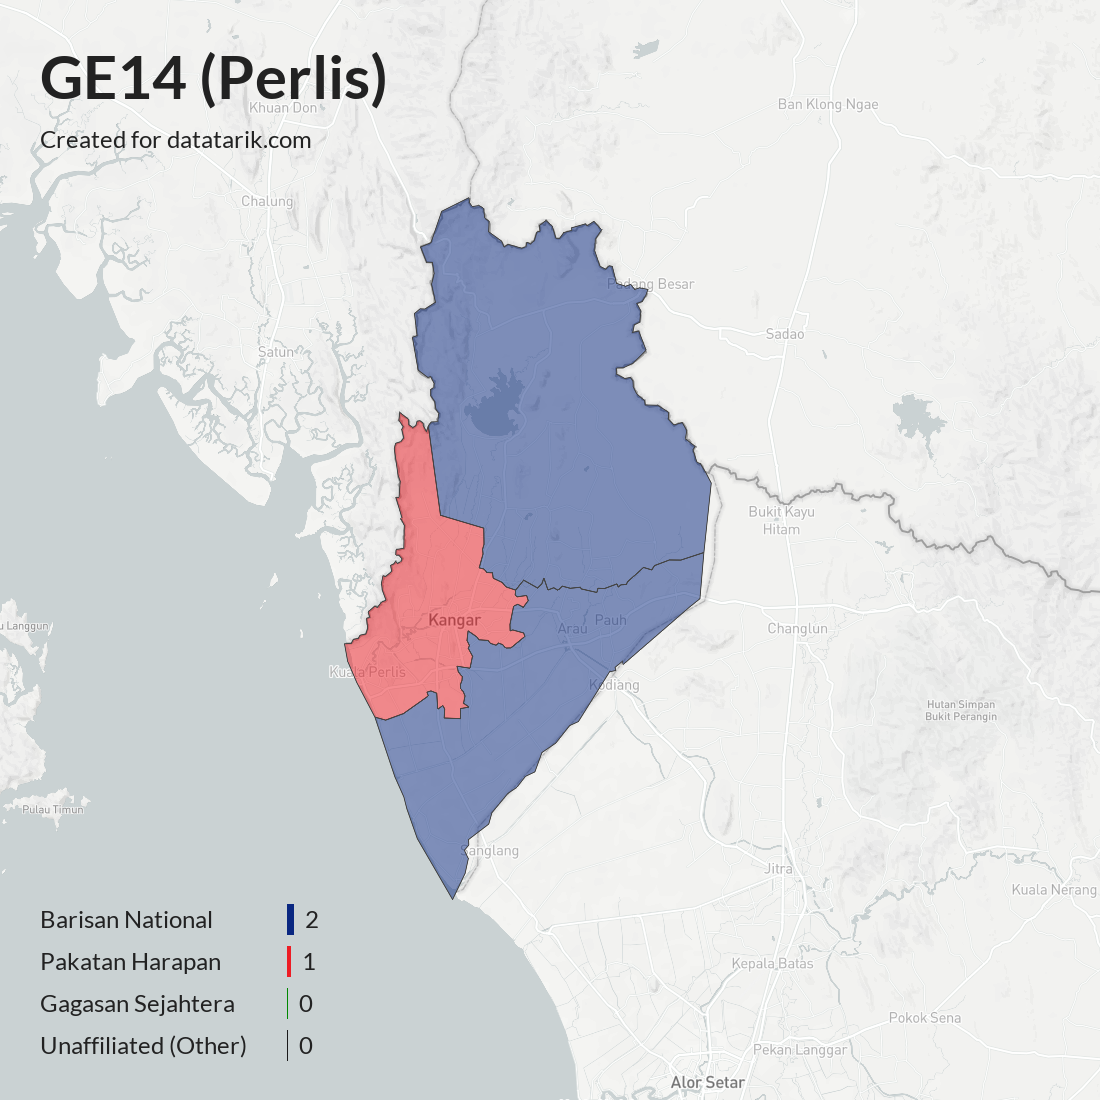 GE14 (Perlis)
Created for datatarik.com
Khuan Don
Ban Klong Ngae
Chalung
Padang Besar
Sadao
Satun
Bukit Kayu
Hitam
Kangar
Arau
Pauh
Changlun
u Langgun
Kuala Perlis
Kodiang
Hutan Simpan
Bukit Perangin
Pulau Timun
Sanglang
Jitra
Kuala Nerang
Barisan National 2
Pakatan Harapan 1
Kepala Batas
Gagasan Sejahtera 0
Pokok Sena
Unaffiliated (Other) 0
Pekan Langgar
Alor Setar